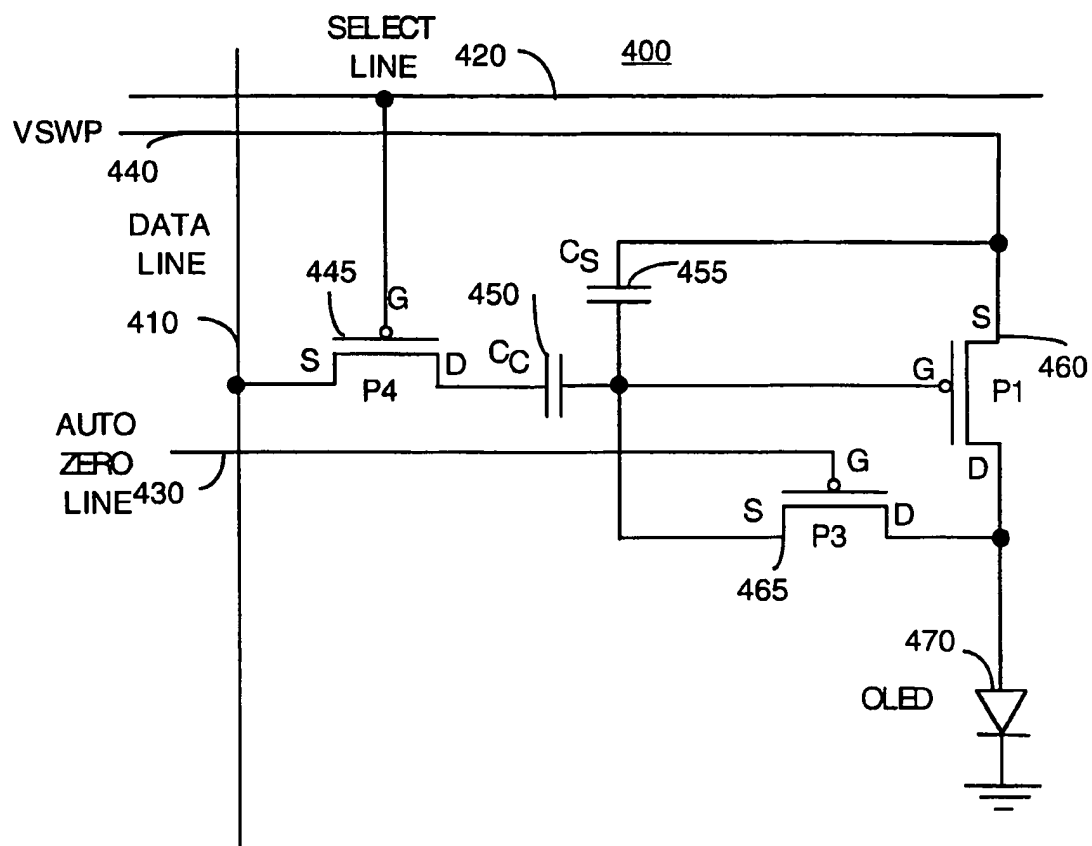 SELECT
LINE
420
400
VSWP
440
DATA
LINE
CS
455
445
G
450
410
S
460
S
D
CC
G
P1
P4
AUTO
ZERO
LINE
430
G
D
S
D
P3
465
470
OLED